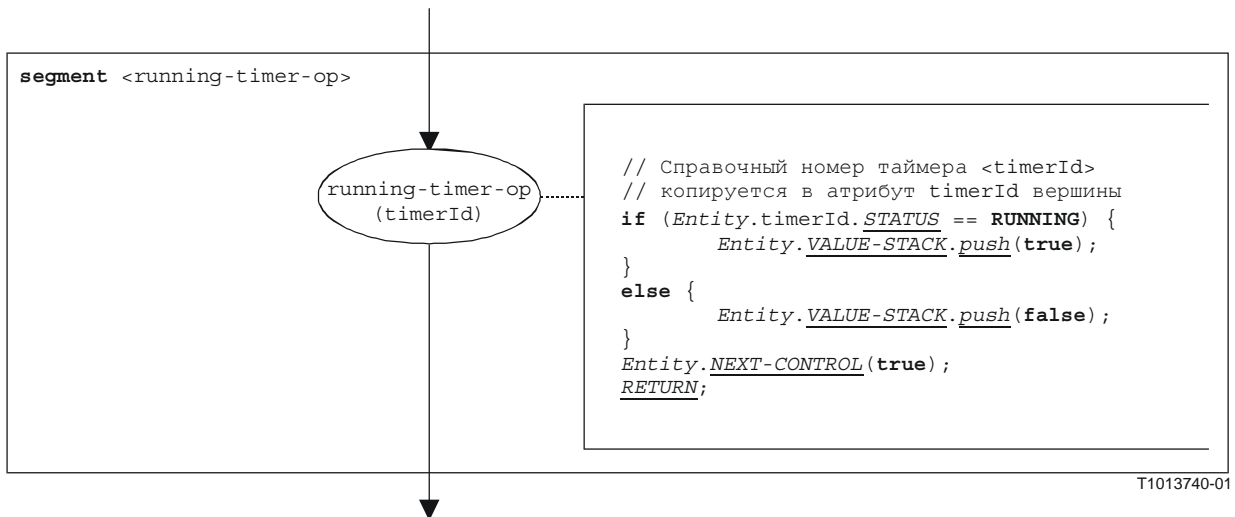 segment <running-timer-op>
running-timer-op
(timerId)
// Справочный номер таймера <timerId>
// копируется в атрибут timerId вершины
if (Entity.timerId.STATUS == RUNNING) {
Entity.VALUE-STACK.push(true);
}
else {
Entity.VALUE-STACK.push(false);
}
Entity.NEXT-CONTROL(true);
RETURN;
T1013740-01